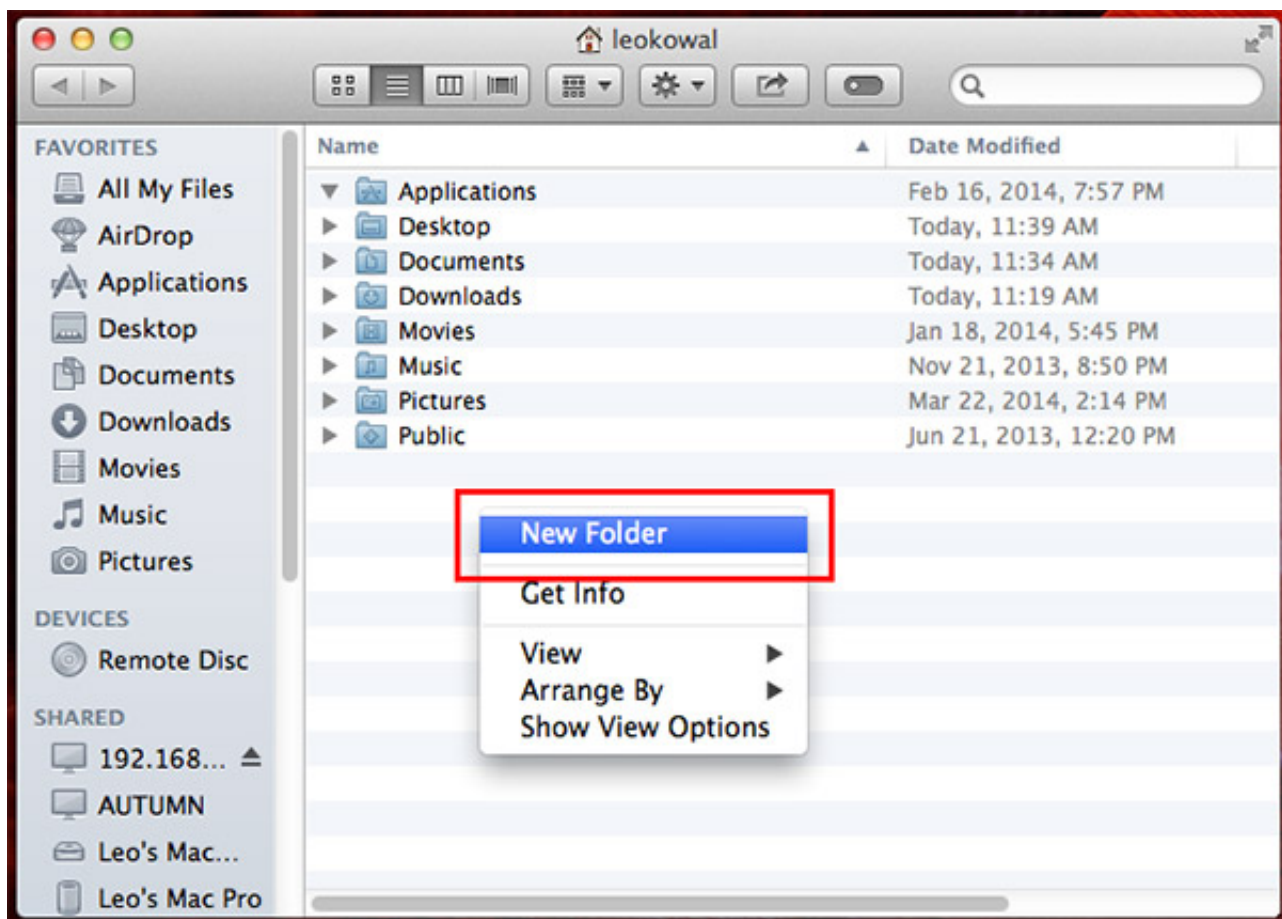 leokowal
FAVORITES
All My Files
AirDrop
Applications
Desktop
Documents
Downloads
Movies
Music
Pictures
DEVICES
Remote Disc
SHARED
192.168...
AUTUMN
Leo's Mac...
Leo's Mac Pro
Name Date Modified
Applications Feb 16, 2014, 7:57 PM
Desktop Today, 11:39 AM
Documents Today, 11:34 AM
Downloads Today, 11:19 AM
Movies Jan 18, 2014, 5:45 PM
Music Nov 21, 2013, 8:50 PM
Pictures Mar 22, 2014, 2:14 PM
Public Jun 21, 2013, 12:20 PM
New Folder
Get Info
View
Arrange By
Show View Options